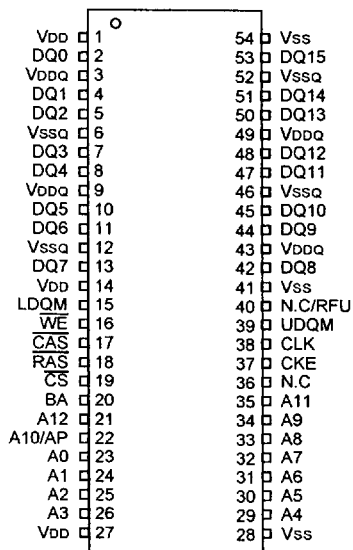 VDD 1 54 VSS
DQ0 2 53 DQ15
VDDQ 3 52 VSSQ
DQ1 4 51 DQ14
DQ2 5 50 DQ13
VSSQ 6 49 VDDQ
DQ3 7 48 DQ12
DQ4 8 47 DQ11
VDDQ 9 46 VSSQ
DQ5 10 45 DQ10
DQ6 11 44 DQ9
VSSQ 12 43 VDDQ
DQ7 13 42 DQ8
VDD 14 41 VSS
LDQM 15 40 N.C/RFU
WE 16 39 UDQM
CAS 17 38 CLK
RAS 18 37 CKE
CS 19 36 N.C
BA 20 35 A11
A12 21 34 A9
A10/AP 22 33 A8
A0 23 32 A7
A1 24 31 A6
A2 25 30 A5
A3 26 29 A4
VDD 27 28 VSS